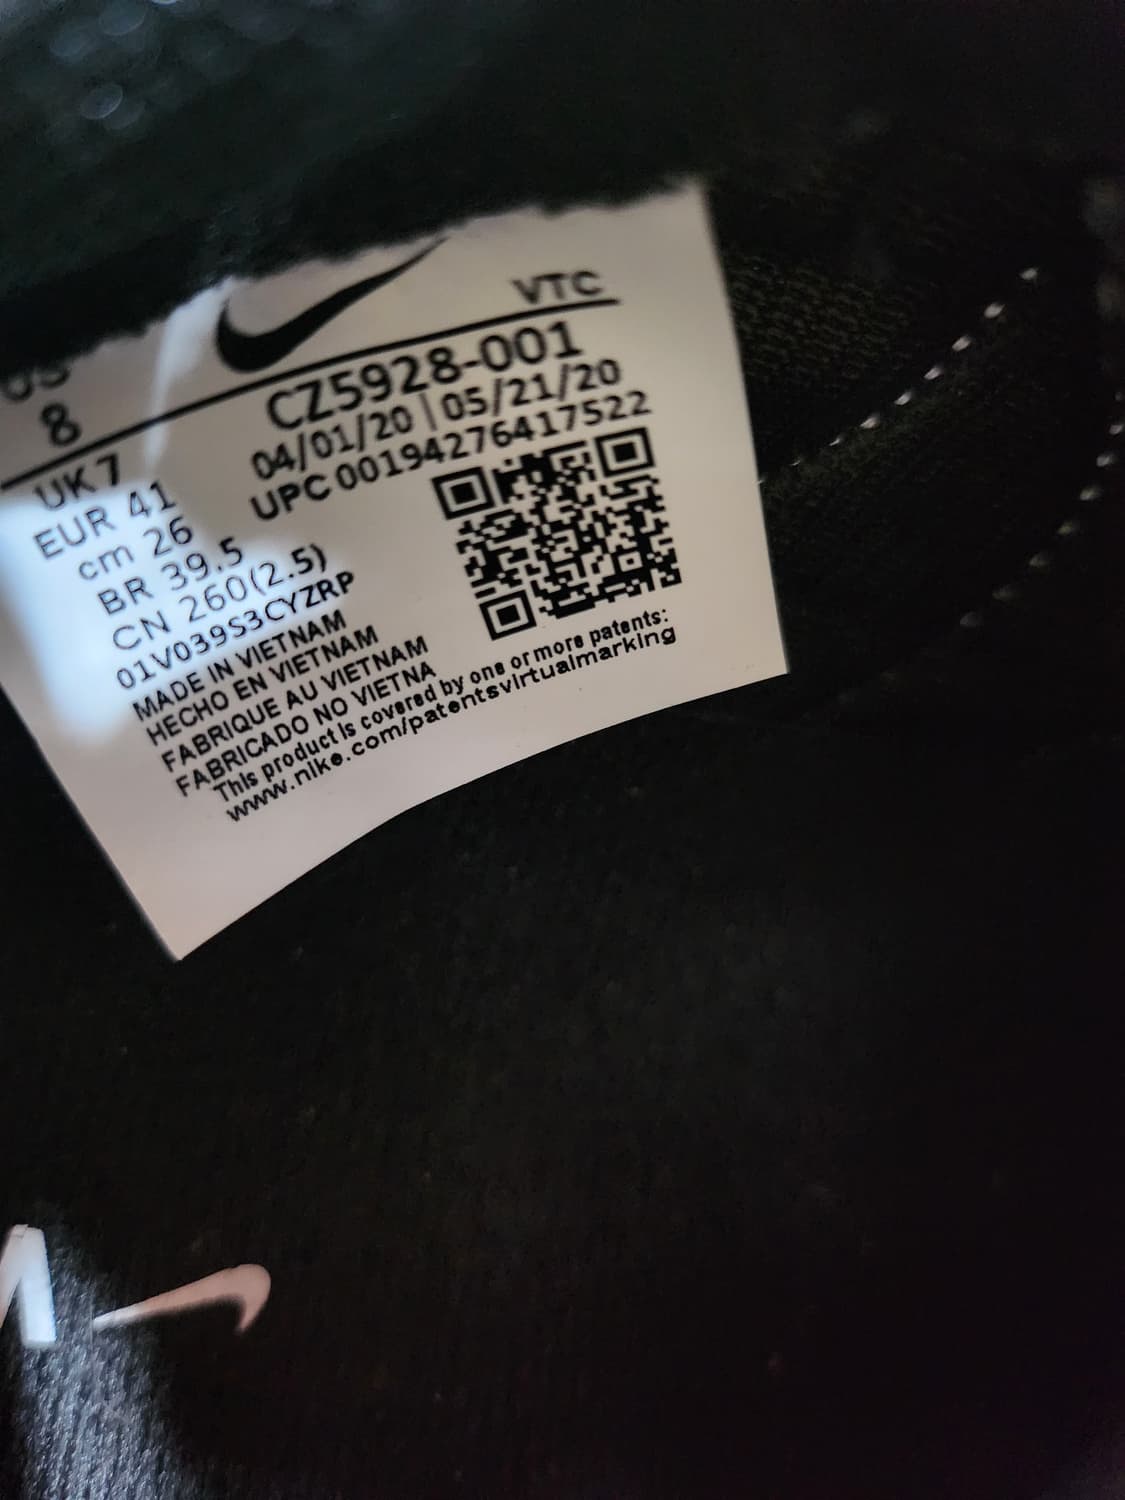 VTC
US
8
CZ5928-001
04/01/20 | 05/21/20
UPC 00194276417522
UK 7
EUR 41
cm 26
BR 39.5
CN 260(2.5)
01V039S3CYZRP
MADE IN VIETNAM
HECHO EN VIETNAM
FABRIQUE AU VIETNAM
FABRICADO NO VIETNA
This product is covered by one or more patents:
www.nike.com/patentsvirtualmarking